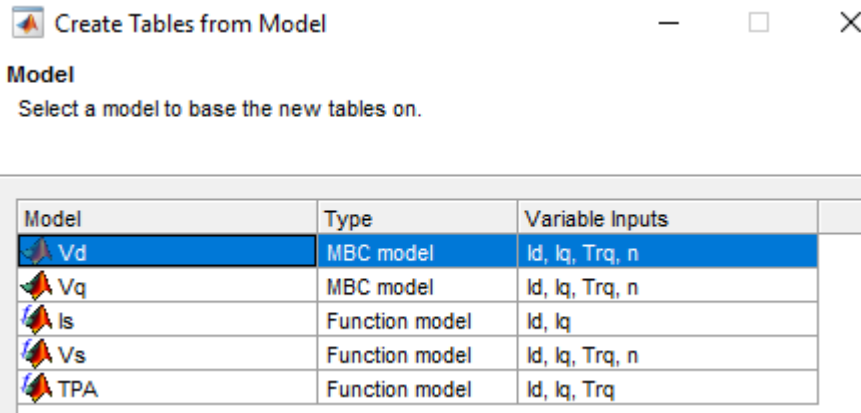 Create Tables from Model
Model
Select a model to base the new tables on.
Model Type Variable Inputs
Vd MBC model Id, Iq, Trq, n
Vq MBC model Id, Iq, Trq, n
Is Function model Id, Iq
Vs Function model Id, Iq, Trq, n
TPA Function model Id, Iq, Trq